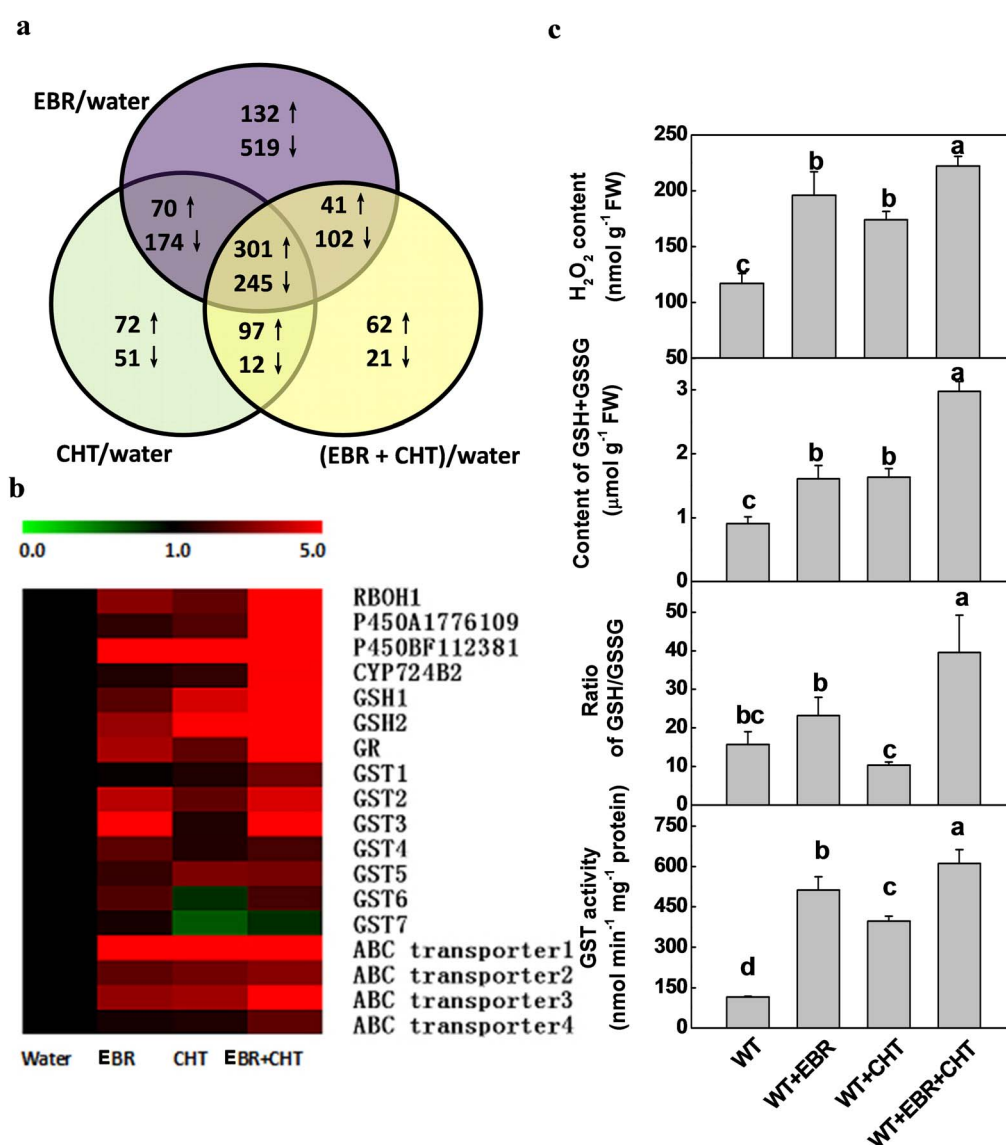 a
EBR/water
132 ↑
519 ↓
70 ↑
174 ↓
41 ↑
102 ↓
301 ↑
245 ↓
72 ↑
51 ↓
97 ↑
12 ↓
62 ↑
21 ↓
CHT/water
(EBR + CHT)/water
b
0.0 1.0 5.0
RBOH1
P450A1776109
P450BF112381
CYP724B2
GSH1
GSH2
GR
GST1
GST2
GST3
GST4
GST5
GST6
GST7
ABC transporter1
ABC transporter2
ABC transporter3
ABC transporter4
Water EBR CHT EBR+CHT
c
H₂O₂ content
(nmol g⁻¹ FW)
250
200
150
100
50
c b b a
Content of GSH+GSSG
(μmol g⁻¹ FW)
3
2
1
0
c b b a
Ratio
of GSH/GSSG
50
40
30
20
10
0
bc b c a
GST activity
(nmol min⁻¹ mg⁻¹ protein)
750
600
450
300
150
0
d b c a
WT
WT+EBR
WT+CHT
WT+EBR+CHT